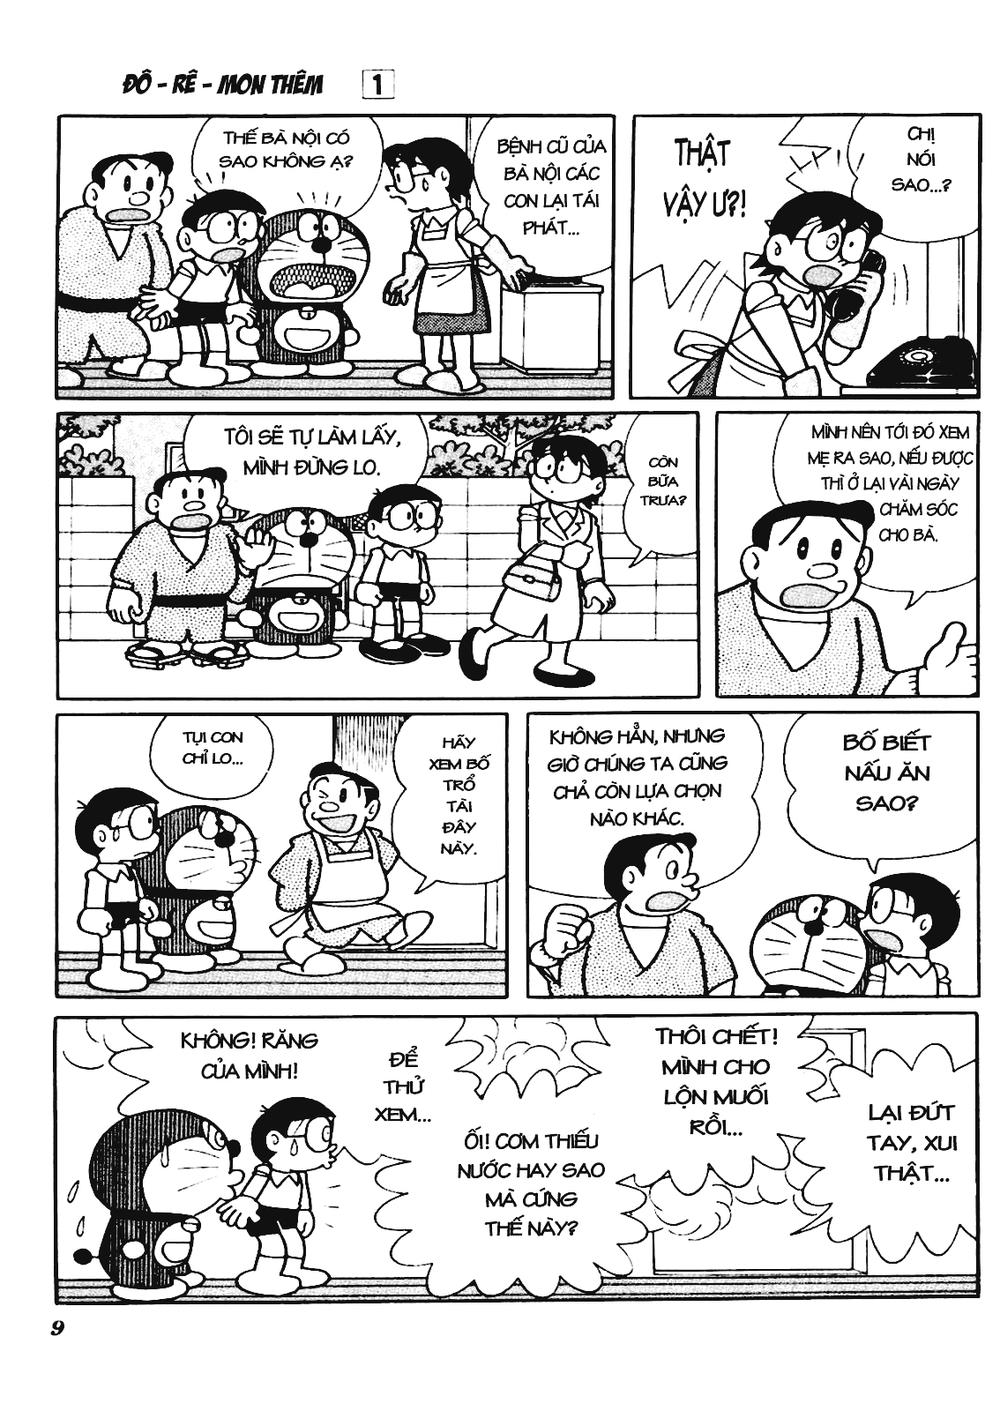 ĐÔ - RÊ - MON THÊM 1
CHỊ
NÓI
SAO...?
THẬT
VẬY Ư?!
BỆNH CŨ CỦA
BÀ NỘI CÁC
CON LẠI TÁI
PHÁT...
THẾ BÀ NỘI CÓ
SAO KHÔNG Ạ?
MÌNH NÊN TỚI ĐÓ XEM
MẸ RA SAO, NẾU ĐƯỢC
THÌ Ở LẠI VÀI NGÀY
CHĂM SÓC
CHO BÀ.
CÒN
BỮA
TRƯA?
TÔI SẼ TỰ LÀM LẤY,
MÌNH ĐỪNG LO.
BỐ BIẾT
NẤU ĂN
SAO?
KHÔNG HẲN, NHƯNG
GIỜ CHÚNG TA CŨNG
CHẢ CÒN LỰA CHỌN
NÀO KHÁC.
HÃY
XEM BỐ
TRỔ
TÀI
ĐÂY
NÀY.
TỤI CON
CHỈ LO...
LẠI ĐỨT
TAY, XUI
THẬT...
THÔI CHẾT!
MÌNH CHO
LỘN MUỐI
RỒI...
ỐI! CƠM THIẾU
NƯỚC HAY SAO
MÀ CỨNG
THẾ NÀY?
ĐỂ
THỬ
XEM...
KHÔNG! RĂNG
CỦA MÌNH!
9